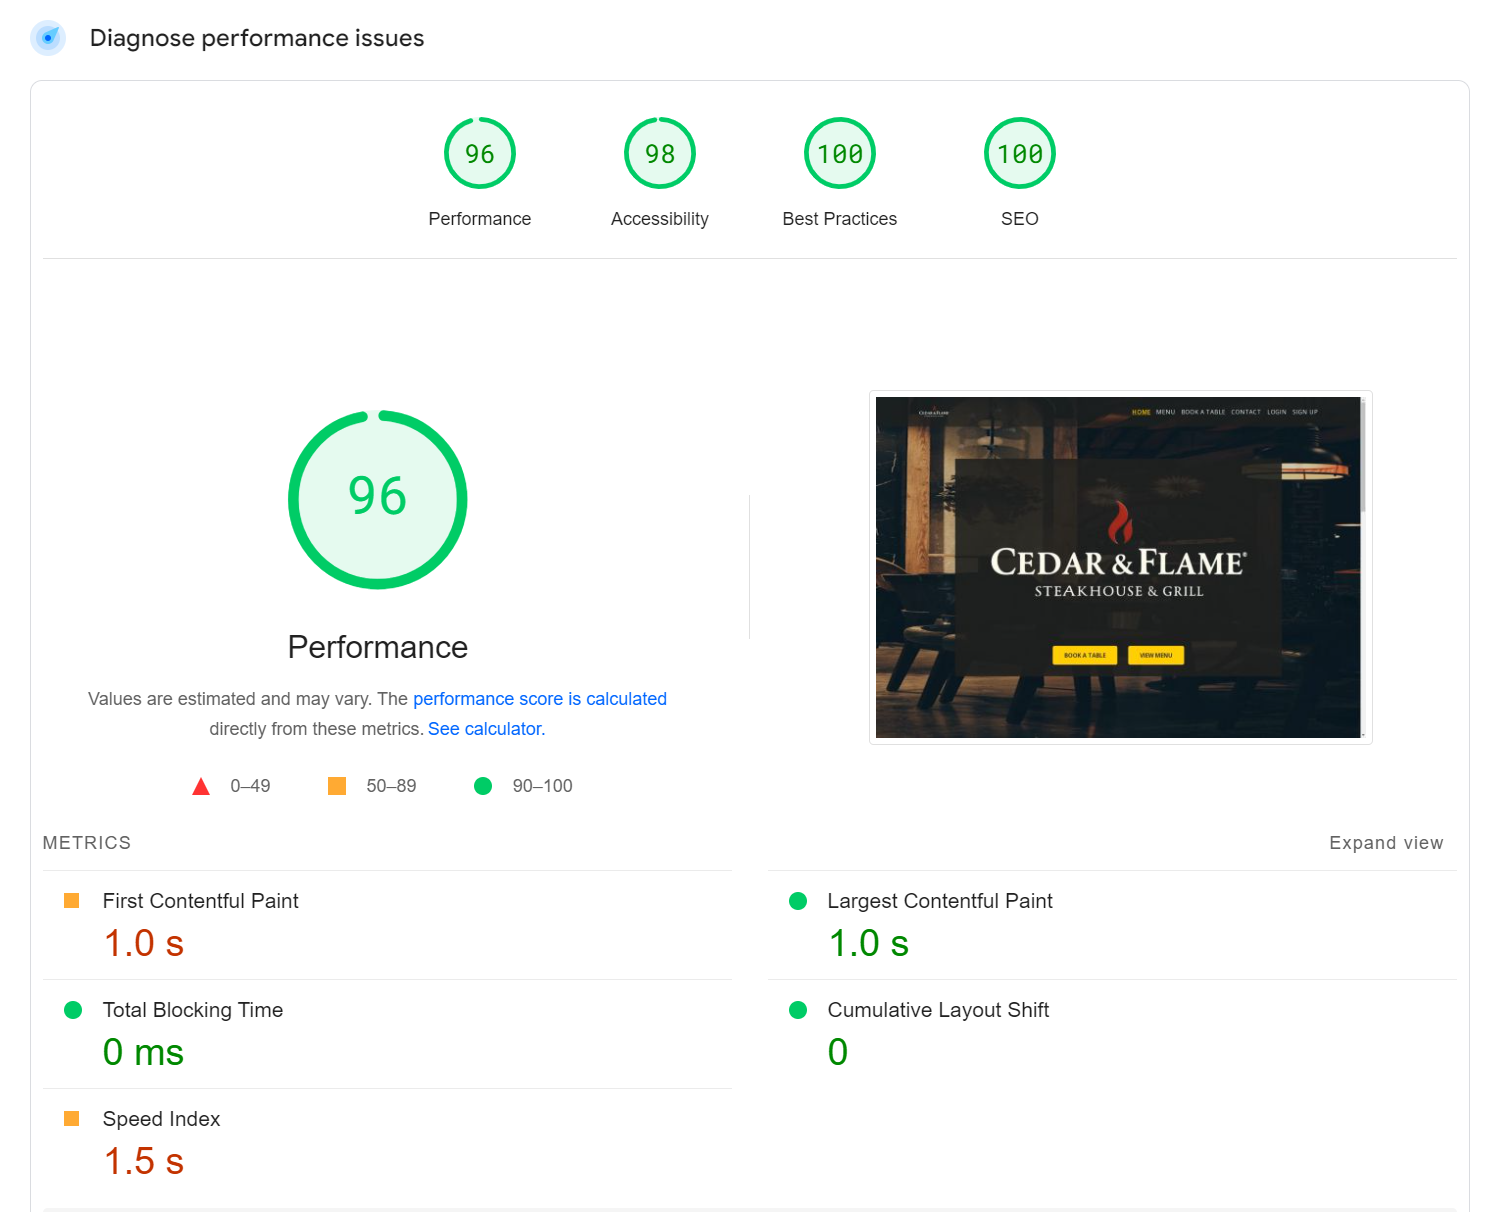 Diagnose performance issues
96
98
100
100
Performance
Accessibility
Best Practices
SEO
96
Performance
Values are estimated and may vary. The performance score is calculated
directly from these metrics. See calculator.
0–49
50–89
90–100
CEDAR & FLAME
HOME MENU BOOK A TABLE CONTACT LOGIN SIGN UP
CEDAR & FLAME®
STEAKHOUSE & GRILL
BOOK A TABLE
VIEW MENU
METRICS
Expand view
First Contentful Paint
1.0 s
Largest Contentful Paint
1.0 s
Total Blocking Time
0 ms
Cumulative Layout Shift
0
Speed Index
1.5 s